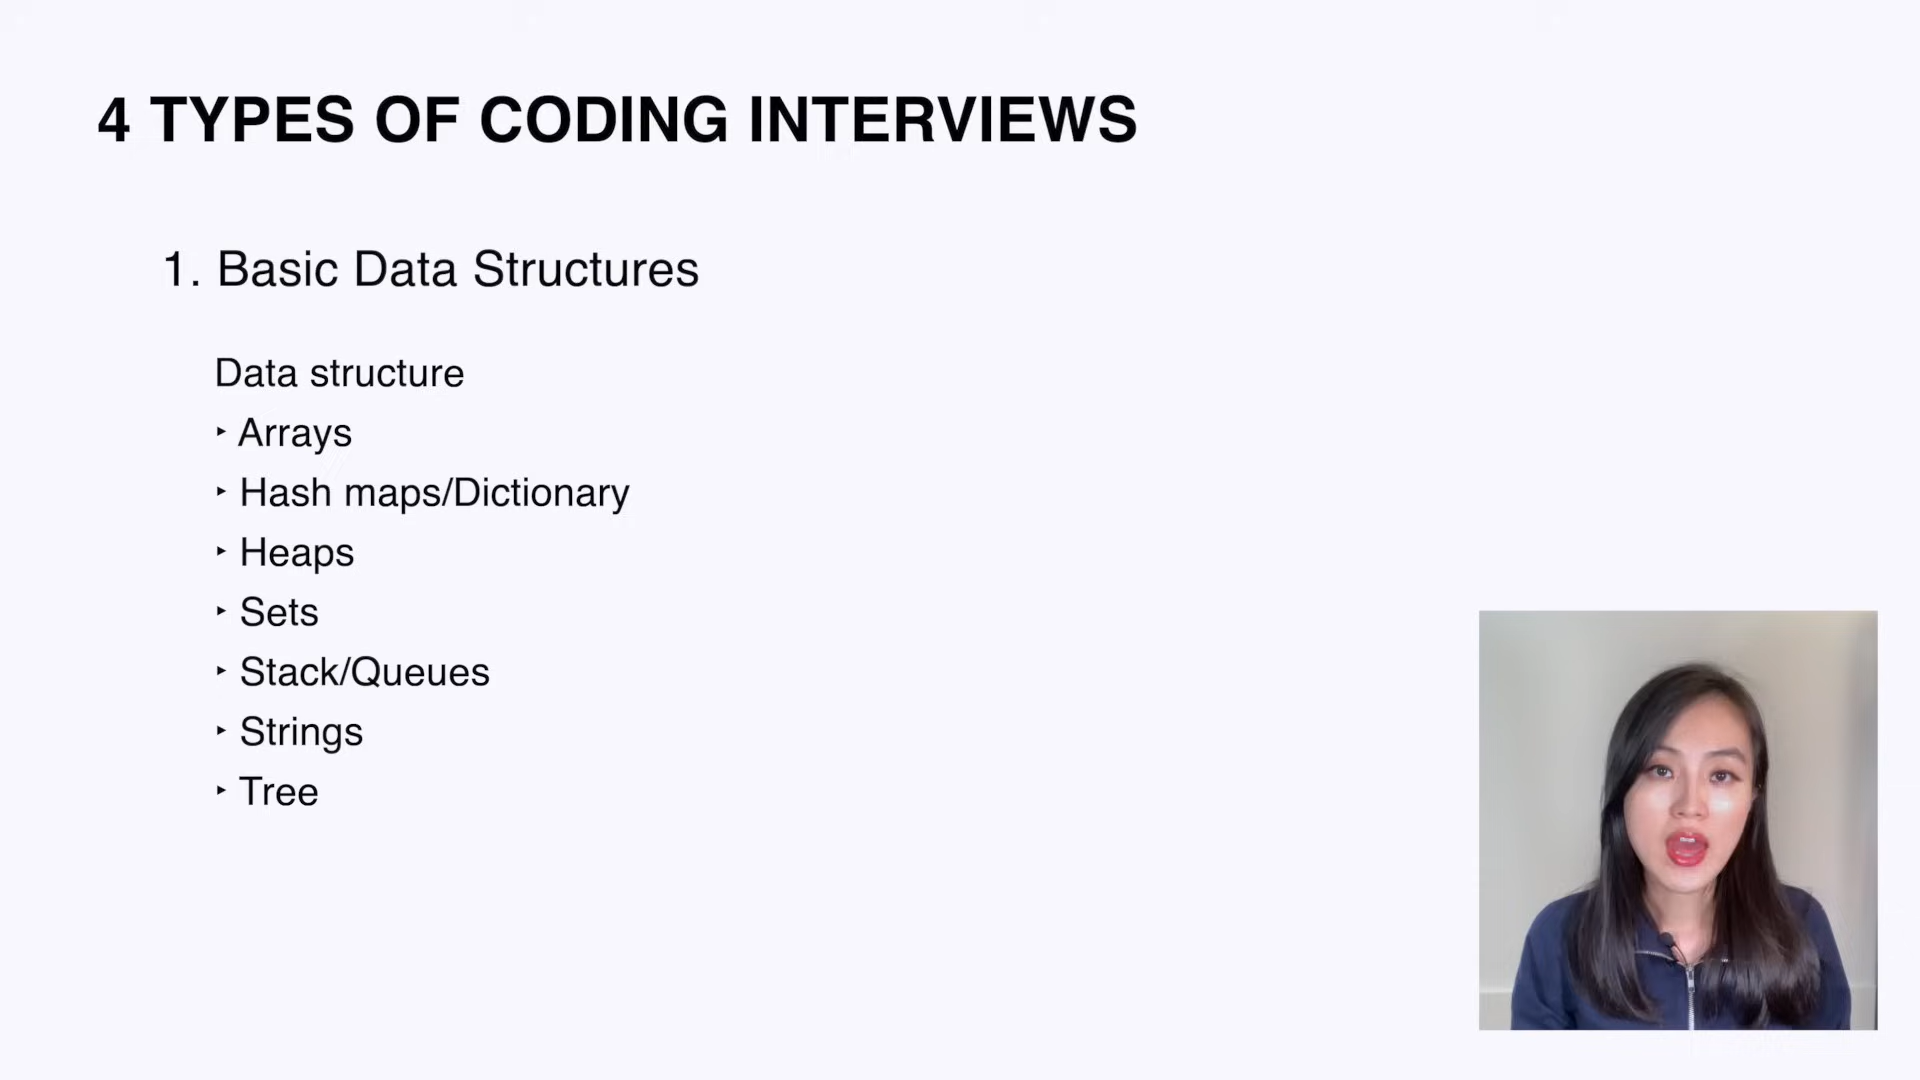 4 TYPES OF CODING INTERVIEWS
1. Basic Data Structures
Data structure
‣ Arrays
‣ Hash maps/Dictionary
‣ Heaps
‣ Sets
‣ Stack/Queues
‣ Strings
‣ Tree